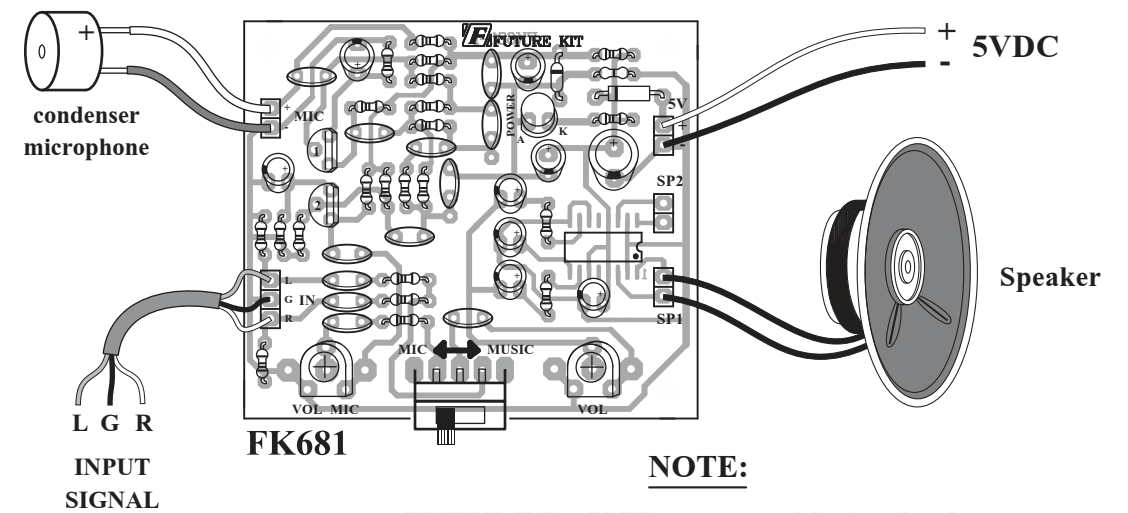 F FUTURE KIT
+
condenser
microphone
+
-
MIC
1
2
POWER
A
K
5V
+
-
+
-
5VDC
SP2
SP1
Speaker
L
G IN
R
MIC
MUSIC
VOL MIC
VOL
L G R
INPUT
SIGNAL
FK681
NOTE: